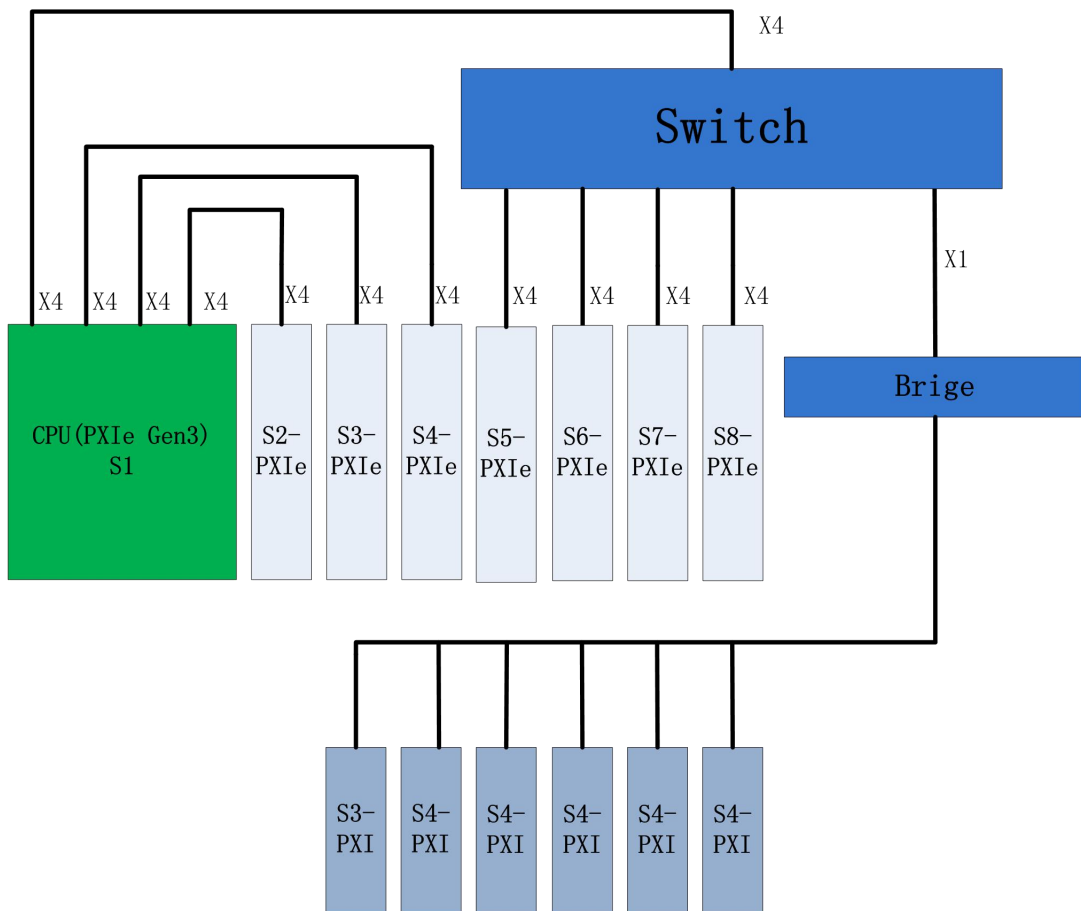 X4
Switch
X1
X4
X4
X4
X4
X4
X4
X4
X4
X4
X4
X4
CPU(PXIe Gen3)
S1
S2-
PXIe
S3-
PXIe
S4-
PXIe
S5-
PXIe
S6-
PXIe
S7-
PXIe
S8-
PXIe
Brige
S3-
PXI
S4-
PXI
S4-
PXI
S4-
PXI
S4-
PXI
S4-
PXI